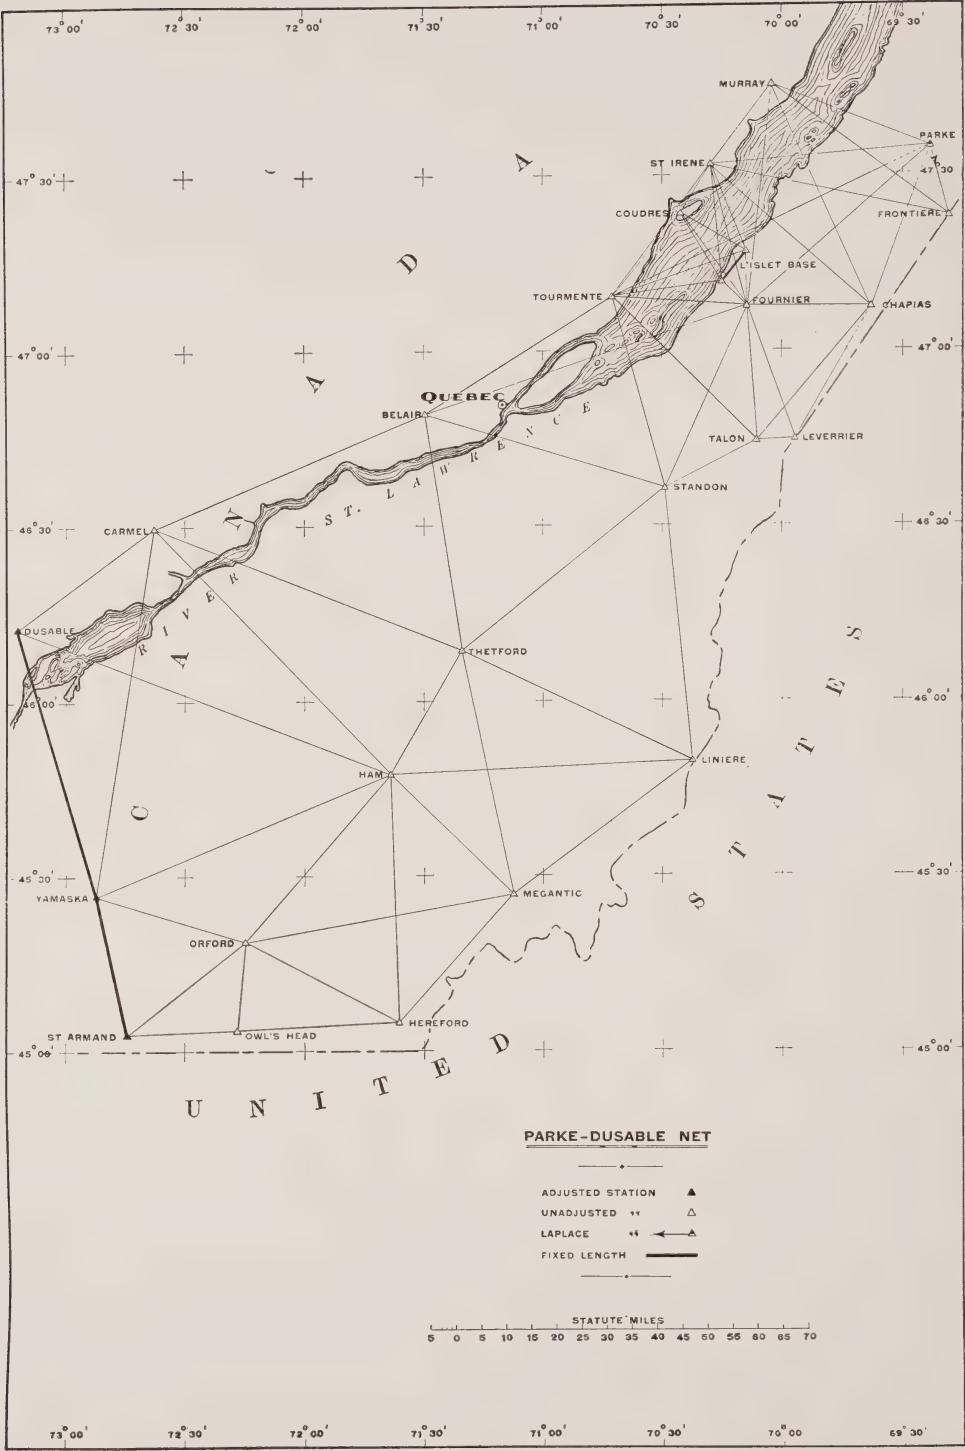 73°00' 72°30' 72°00' 71°30' 71°00' 70°30' 70°00' 69°30'
MURRAY
PARKE
ST IRENE
47°30' 47°30
COUDRES
FRONTIERE
L'ISLET BASE
TOURMENTE
FOURNIER
CHAPIAS
47°00' 47°00'
QUEBEC
BELAIR
TALON
LEVERRIER
STANDON
46°30' 46°30'
CARMEL
RIVER ST. LAWRENCE
DUSABLE
THETFORD
46°00' 46°00'
CANADA
HAM
LINIERE
45°30' 45°30'
YAMASKA
MEGANTIC
ORFORD
HEREFORD
ST ARMAND
OWL'S HEAD
45°00' 45°00'
UNITED STATES
PARKE-DUSABLE NET
ADJUSTED STATION
UNADJUSTED "
LAPLACE "
FIXED LENGTH
STATUTE MILES
5 0 5 10 15 20 25 30 35 40 45 50 55 60 65 70
73°00' 72°30' 72°00' 71°30' 71°00' 70°30' 70°00' 69°30'